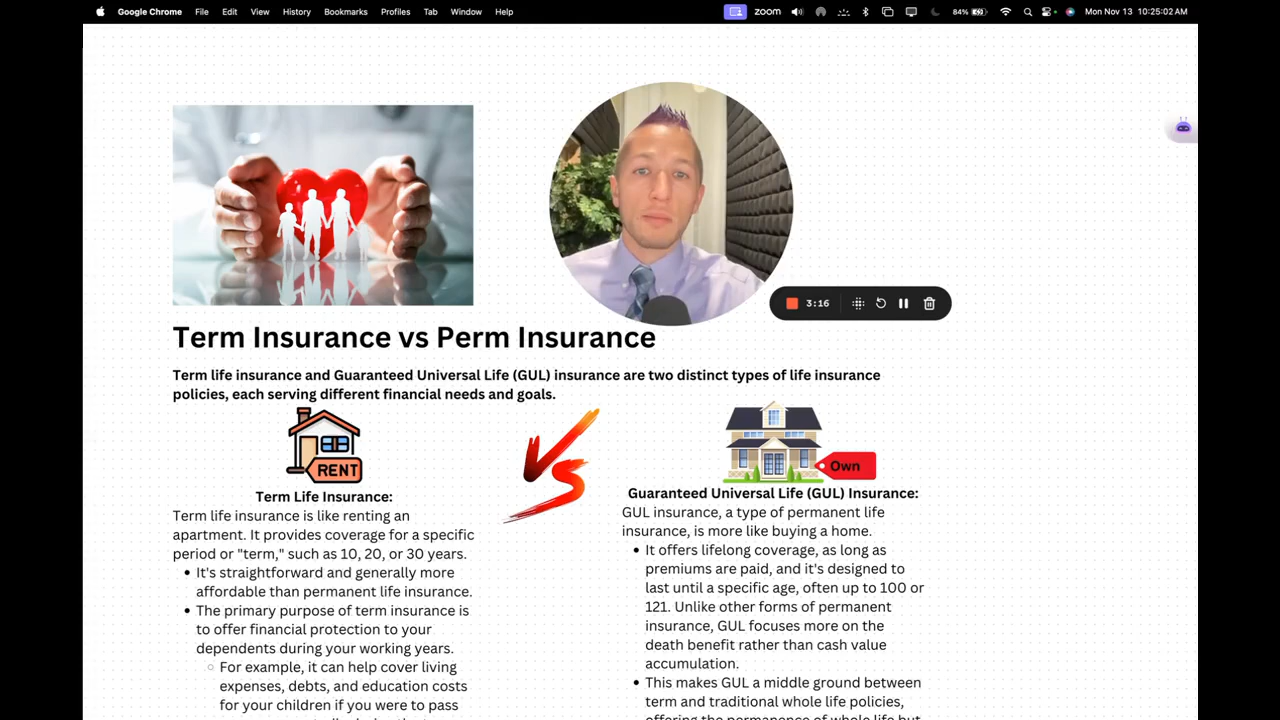 Google Chrome File Edit View History Bookmarks Profiles Tab Window Help zoom 84% Mon Nov 13 10:25:02 AM
3:16
Term Insurance vs Perm Insurance
Term life insurance and Guaranteed Universal Life (GUL) insurance are two distinct types of life insurance
policies, each serving different financial needs and goals.
RENT
VS
Own
Term Life Insurance:
Term life insurance is like renting an
apartment. It provides coverage for a specific
period or "term," such as 10, 20, or 30 years.
• It's straightforward and generally more
affordable than permanent life insurance.
• The primary purpose of term insurance is
to offer financial protection to your
dependents during your working years.
○ For example, it can help cover living
expenses, debts, and education costs
for your children if you were to pass
Guaranteed Universal Life (GUL) Insurance:
GUL insurance, a type of permanent life
insurance, is more like buying a home.
• It offers lifelong coverage, as long as
premiums are paid, and it's designed to
last until a specific age, often up to 100 or
121. Unlike other forms of permanent
insurance, GUL focuses more on the
death benefit rather than cash value
accumulation.
• This makes GUL a middle ground between
term and traditional whole life policies,
offering the permanence of whole life but